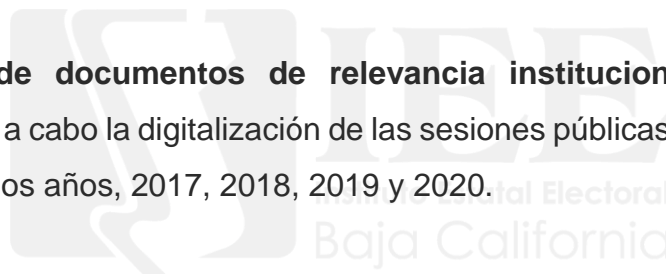 IEE
de documentos de relevancia institucion
a cabo la digitalización de las sesiones públicas
os años, 2017, 2018, 2019 y 2020.
Instituto Estatal Electoral
Baja California